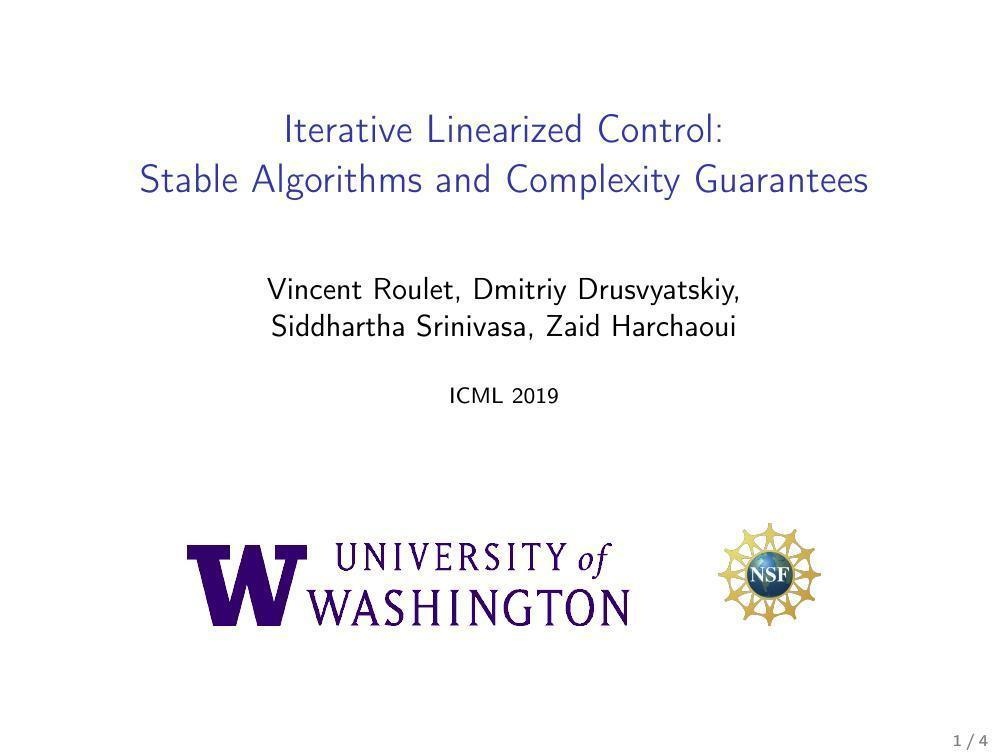 Iterative Linearized Control:
Stable Algorithms and Complexity Guarantees
Vincent Roulet, Dmitriy Drusvyatskiy,
Siddhartha Srinivasa, Zaid Harchaoui
ICML 2019
W UNIVERSITY of
WASHINGTON
NSF
1 / 4